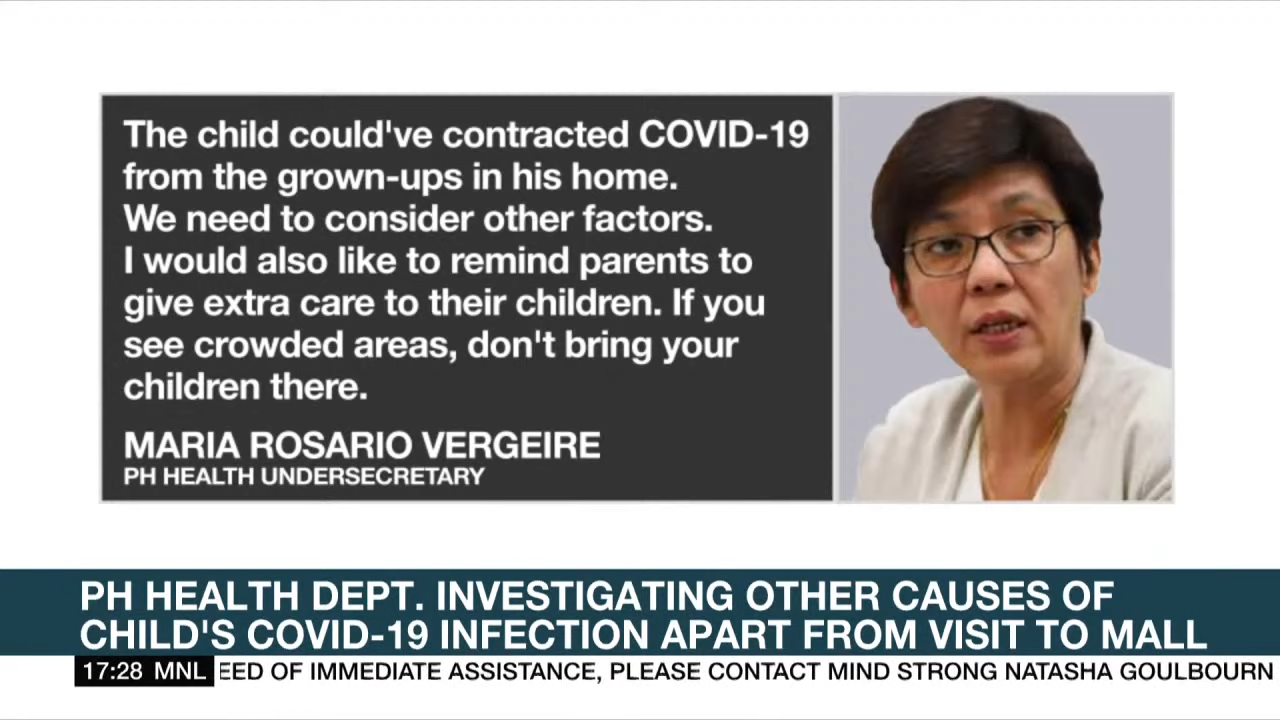 The child could've contracted COVID-19
from the grown-ups in his home.
We need to consider other factors.
I would also like to remind parents to
give extra care to their children. If you
see crowded areas, don't bring your
children there.
MARIA ROSARIO VERGEIRE
PH HEALTH UNDERSECRETARY
PH HEALTH DEPT. INVESTIGATING OTHER CAUSES OF
CHILD'S COVID-19 INFECTION APART FROM VISIT TO MALL
17:28 MNL EED OF IMMEDIATE ASSISTANCE, PLEASE CONTACT MIND STRONG NATASHA GOULBOURN